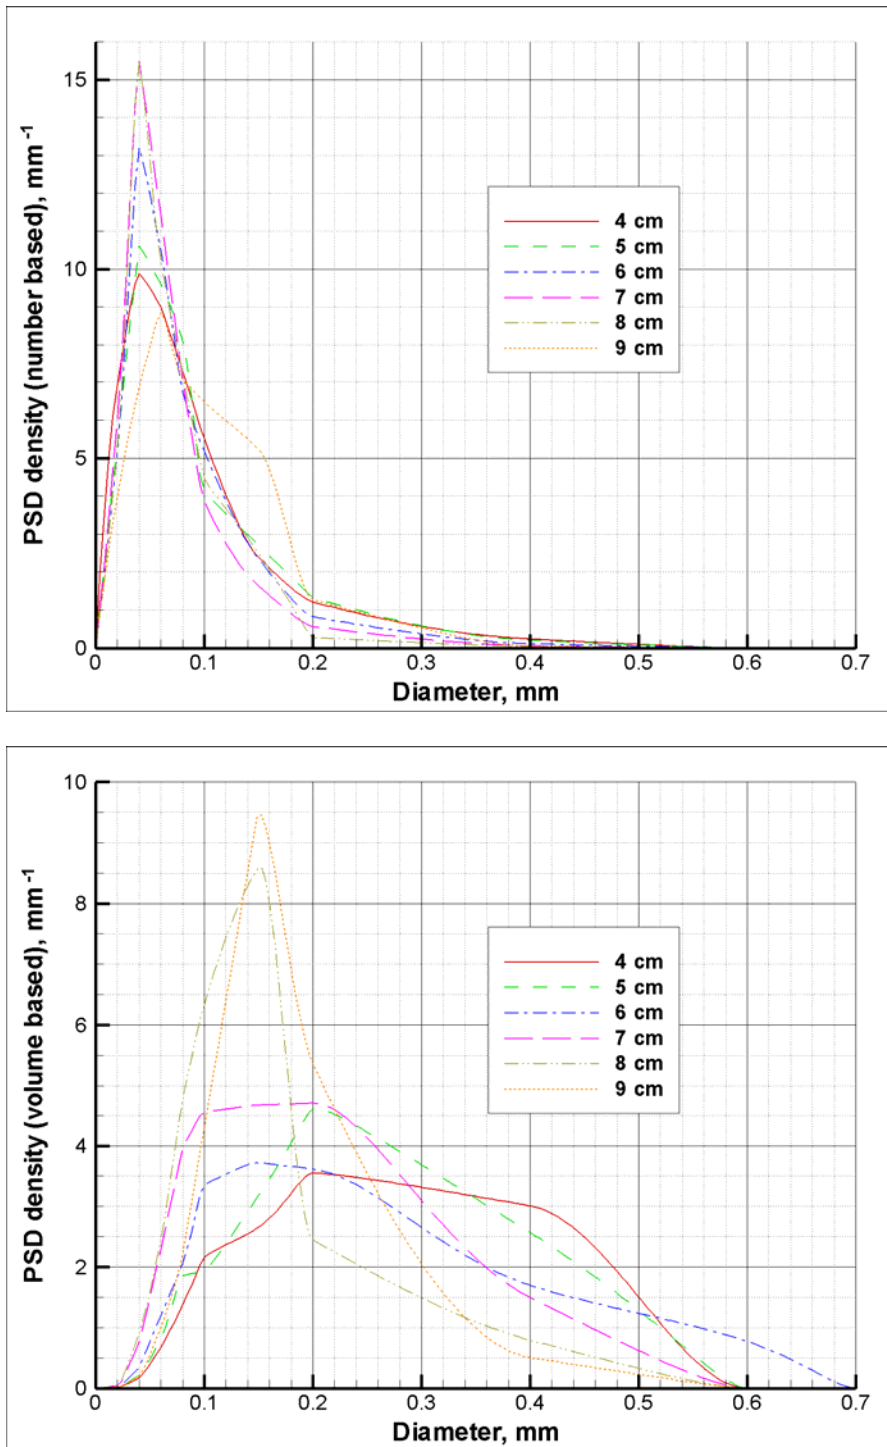 15
10
5
0
PSD density (number based), mm-1
4 cm
5 cm
6 cm
7 cm
8 cm
9 cm
0 0.1 0.2 0.3 0.4 0.5 0.6 0.7
Diameter, mm
10
8
6
4
2
0
PSD density (volume based), mm-1
4 cm
5 cm
6 cm
7 cm
8 cm
9 cm
0 0.1 0.2 0.3 0.4 0.5 0.6 0.7
Diameter, mm